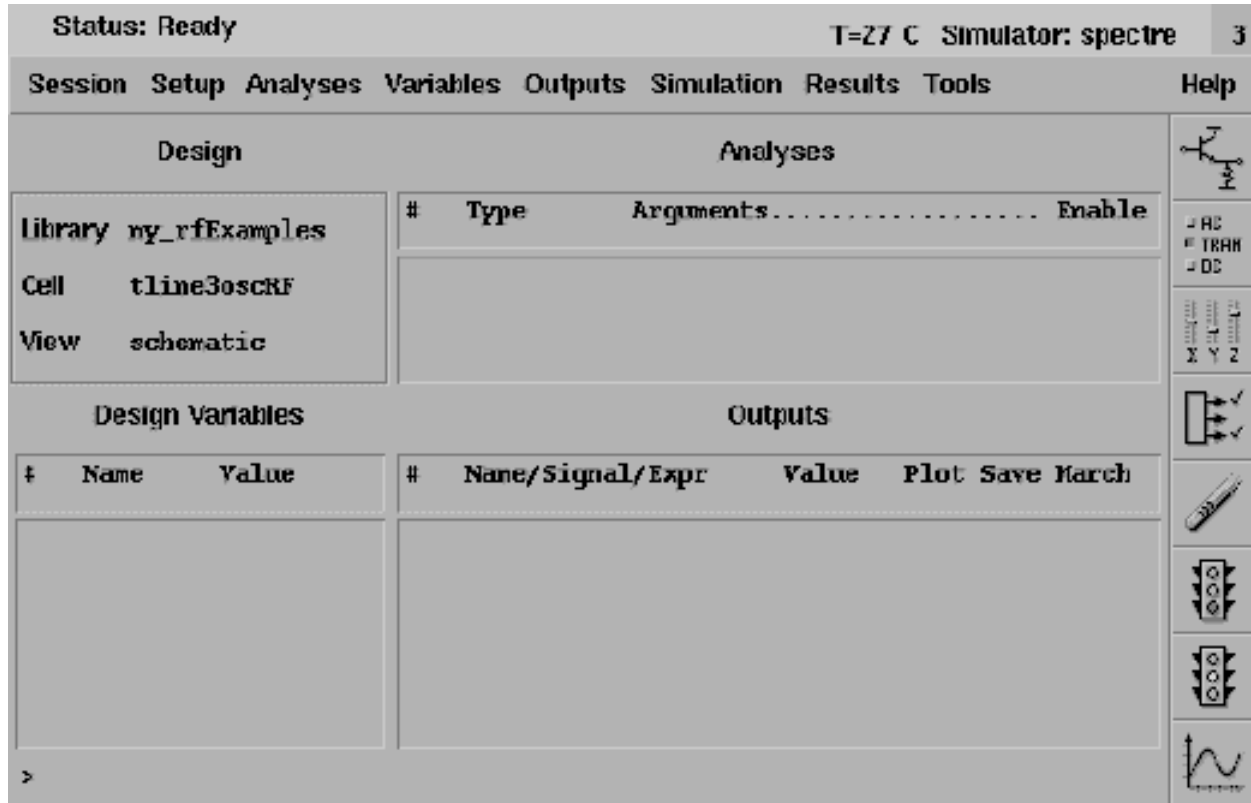 Status: Ready
T=27 C Simulator: spectre 3
Session Setup Analyses Variables Outputs Simulation Results Tools Help
Design
Analyses
Library my_rfExamples
Cell tline3oscRF
View schematic
# Type Arguments.................. Enable
Design Variables
Outputs
# Name Value
# Name/Signal/Expr Value Plot Save March
>
AC
TRAN
DC
X Y Z